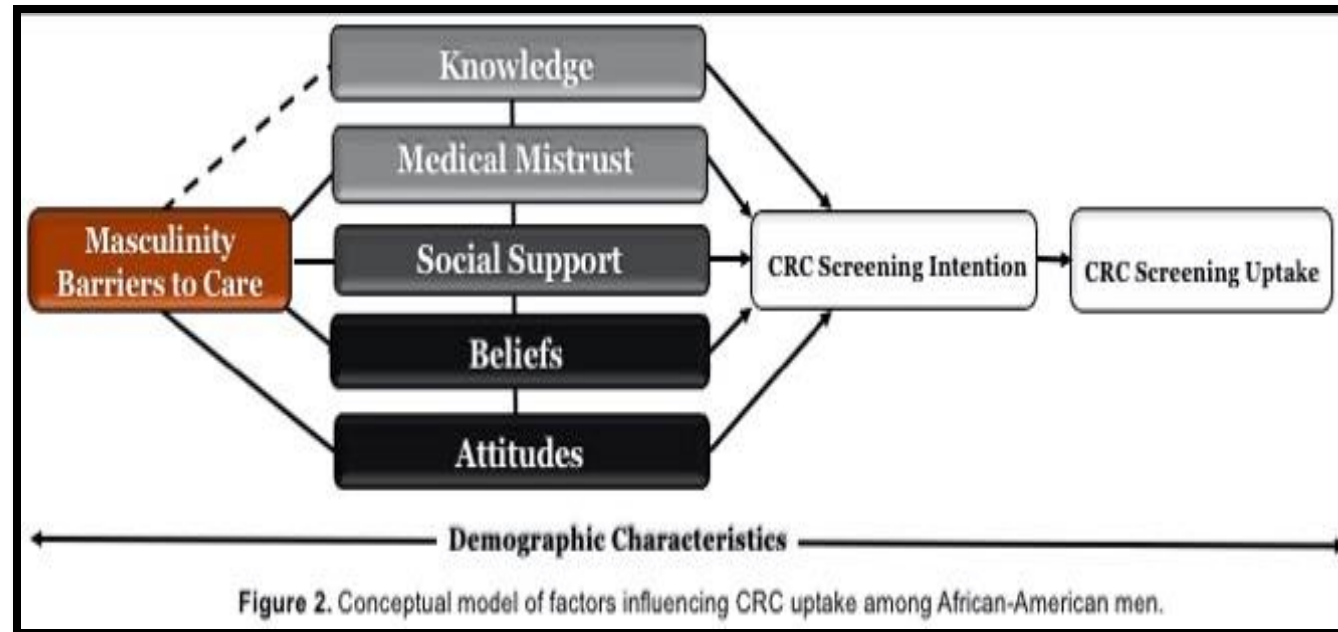 Knowledge
Medical Mistrust
Masculinity
Barriers to Care
Social Support
CRC Screening Intention
CRC Screening Uptake
Beliefs
Attitudes
Demographic Characteristics
Figure 2. Conceptual model of factors influencing CRC uptake among African-American men.